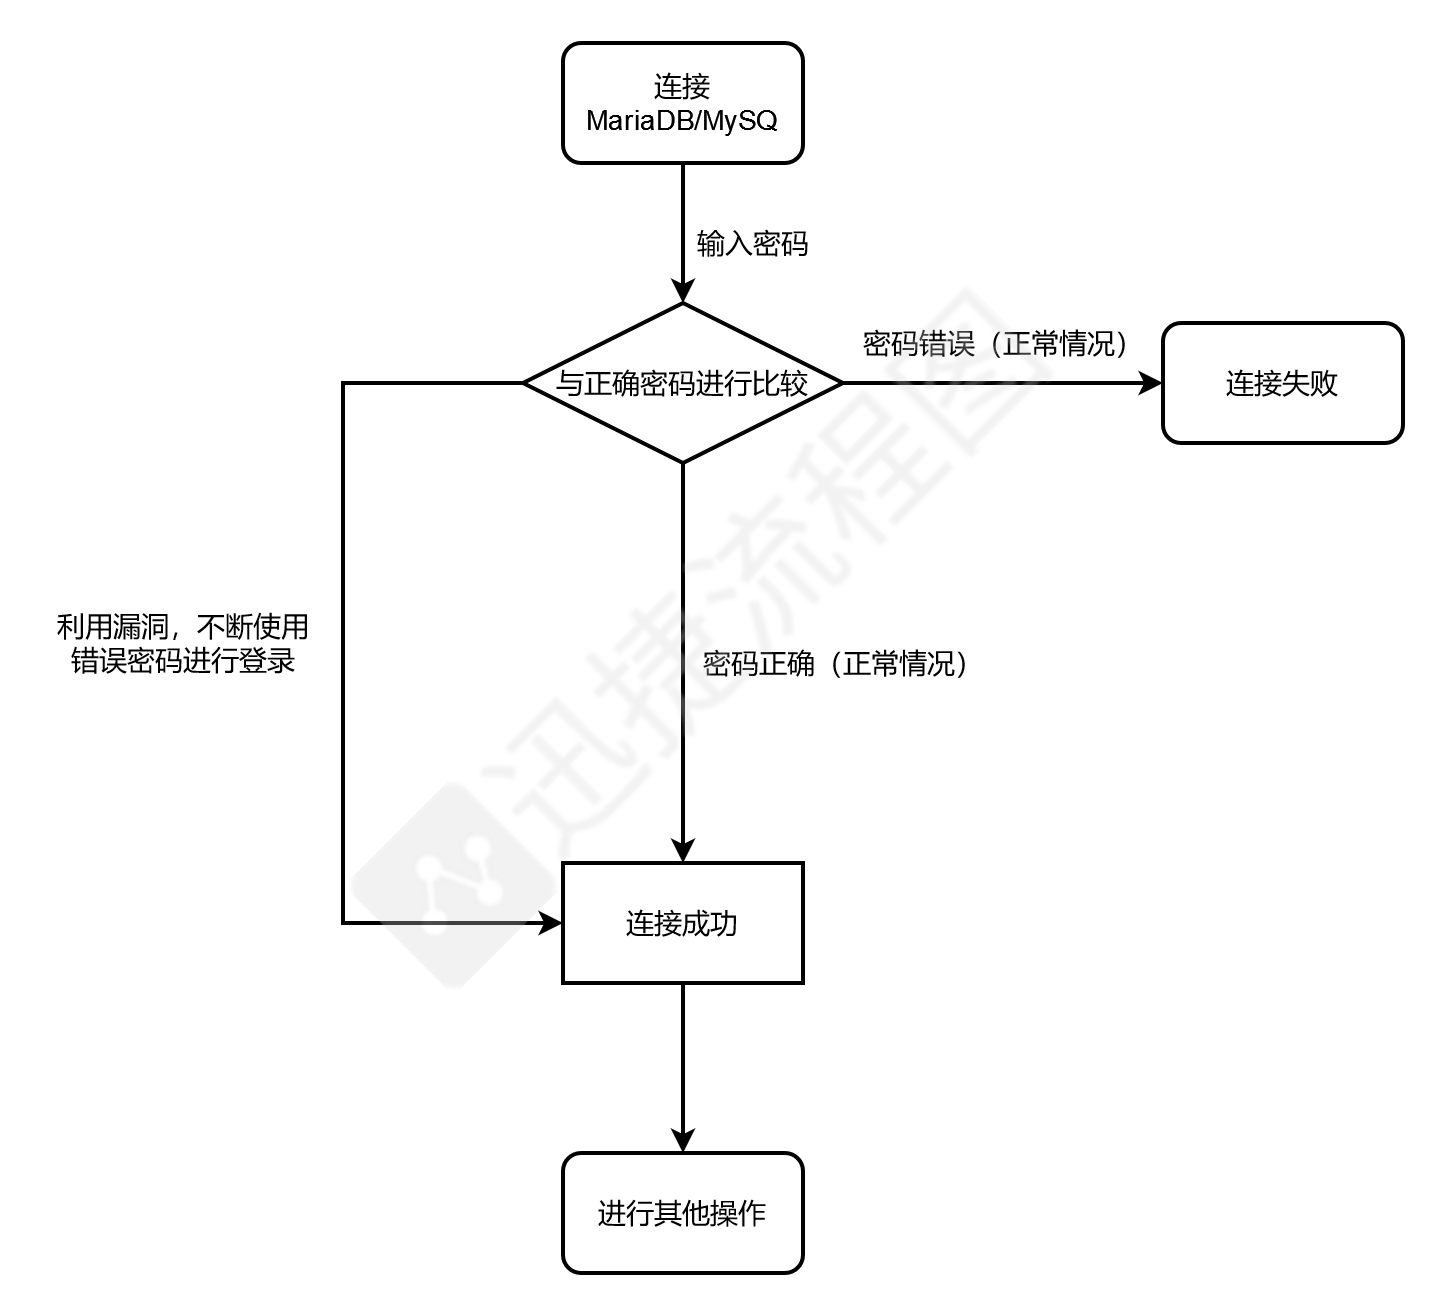 连接
MariaDB/MySQ
输入密码
密码错误（正常情况）
与正确密码进行比较
连接失败
利用漏洞，不断使用
错误密码进行登录
密码正确（正常情况）
迅捷流程图
连接成功
进行其他操作